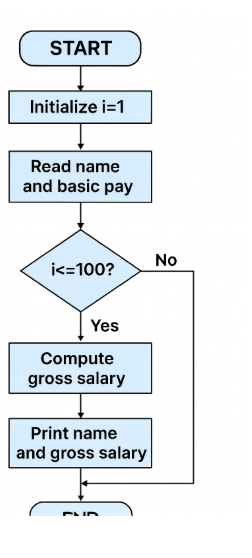 START
Initialize i=1
Read name
and basic pay
i<=100?
No
Yes
Compute
gross salary
Print name
and gross salary
END